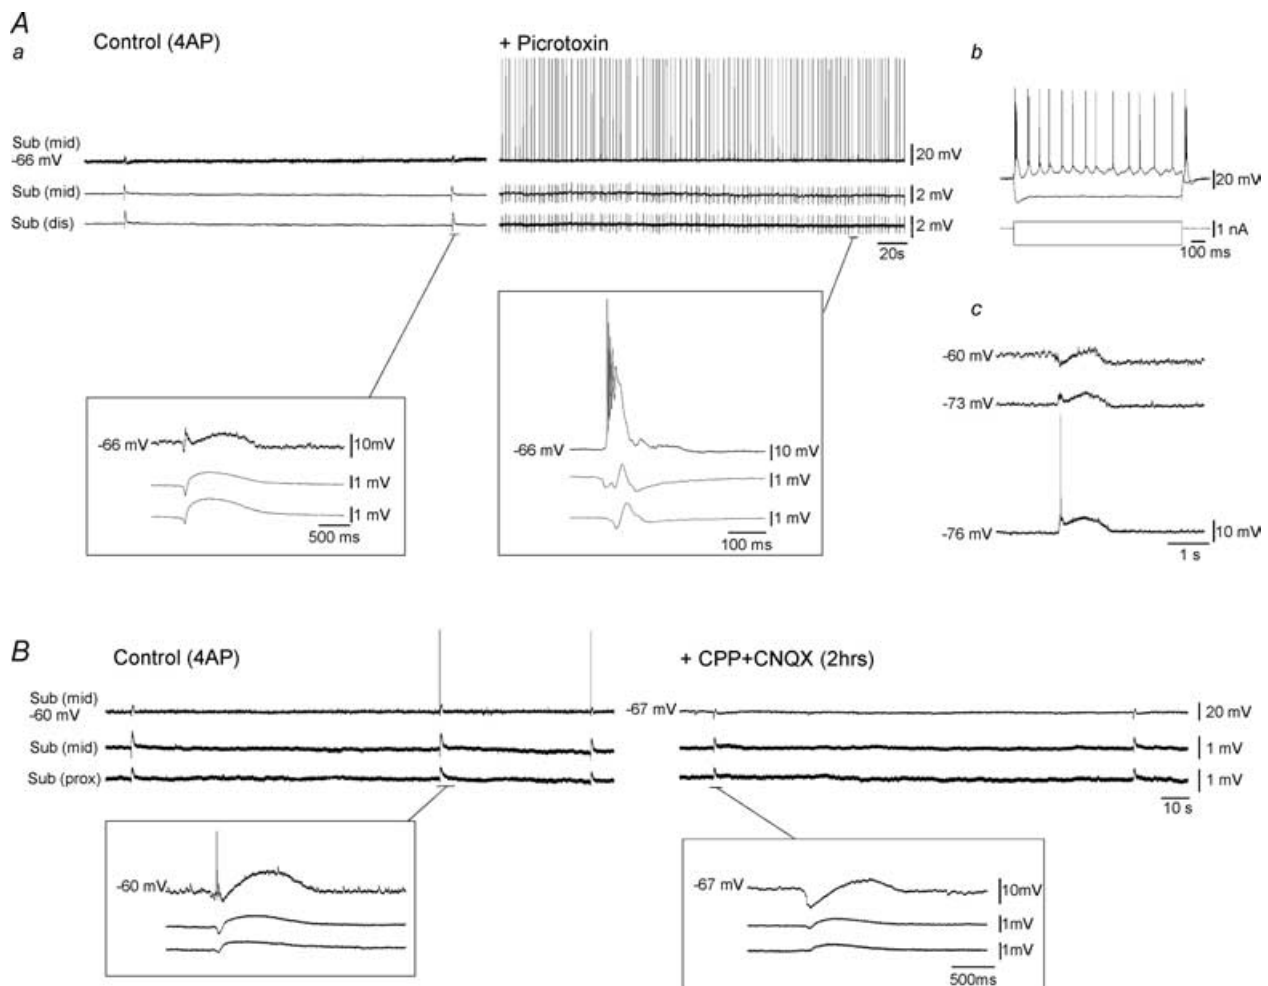 A
a
Control (4AP)
+ Picrotoxin
b
Sub (mid)
-66 mV
20 mV
Sub (mid)
2 mV
Sub (dis)
2 mV
20s
20 mV
1 nA
100 ms
-66 mV
10mV
1 mV
1 mV
500 ms
-66 mV
10 mV
1 mV
1 mV
100 ms
c
-60 mV
-73 mV
-76 mV
10 mV
1 s
B
Control (4AP)
+ CPP+CNQX (2hrs)
Sub (mid)
-60 mV
-67 mV
20 mV
Sub (mid)
1 mV
Sub (prox)
1 mV
10 s
-60 mV
-67 mV
10mV
1mV
1mV
500ms